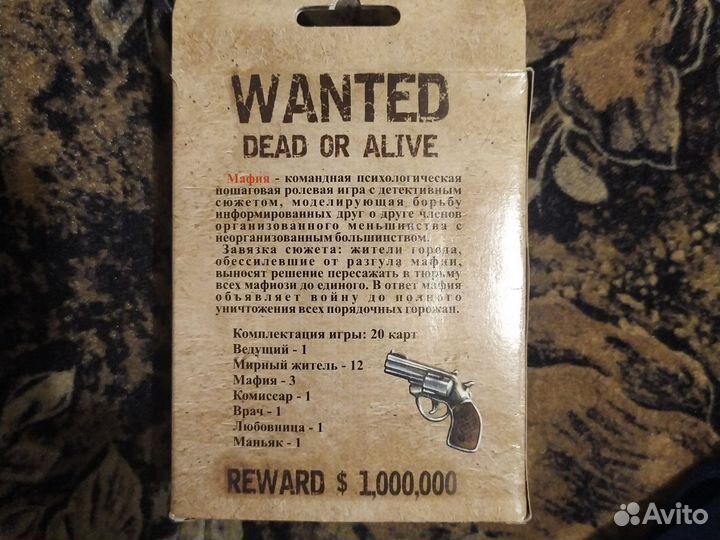 WANTED
DEAD OR ALIVE
Мафия - командная психологическая
пошаговая ролевая игра с детективным
сюжетом, моделирующая борьбу
информированных друг о друге членов
организованного меньшинства с
неорганизованным большинством.
Завязка сюжета: жители города,
обессилевшие от разгула мафии,
выносят решение пересажать в тюрьму
всех мафиози до единого. В ответ мафия
объявляет войну до полного
уничтожения всех порядочных горожан.
Комплектация игры: 20 карт
Ведущий - 1
Мирный житель - 12
Мафия - 3
Комиссар - 1
Врач - 1
Любовница - 1
Маньяк - 1
REWARD $ 1,000,000
Avito